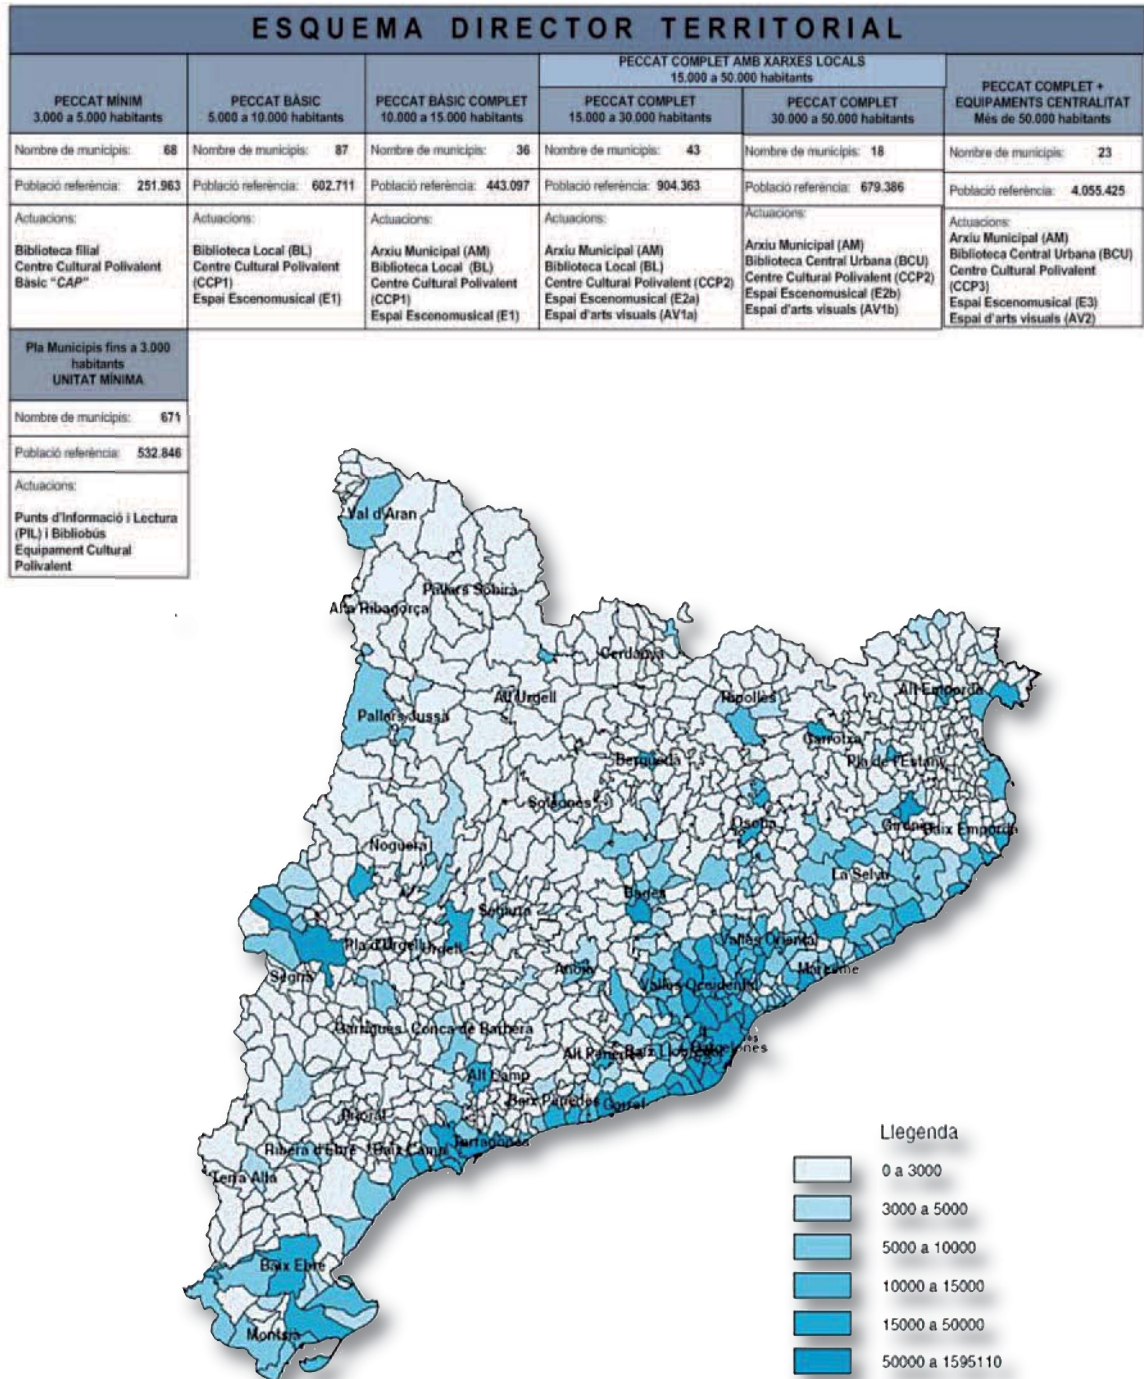 ESQUEMA DIRECTOR TERRITORIAL
PECCAT MÍNIM
3.000 a 5.000 habitants
Nombre de municipis: 68
Població referència: 251.963
Actuacions:
Biblioteca filial
Centre Cultural Polivalent
Bàsic "CAP"
PECCAT BÀSIC
5.000 a 10.000 habitants
Nombre de municipis: 87
Població referència: 602.711
Actuacions:
Biblioteca Local (BL)
Centre Cultural Polivalent
(CCP1)
Espai Escenomusical (E1)
PECCAT BÀSIC COMPLET
10.000 a 15.000 habitants
Nombre de municipis: 36
Població referència: 443.097
Actuacions:
Arxiu Municipal (AM)
Biblioteca Local (BL)
Centre Cultural Polivalent
(CCP1)
Espai Escenomusical (E1)
PECCAT COMPLET AMB XARXES LOCALS
15.000 a 50.000 habitants
PECCAT COMPLET
15.000 a 30.000 habitants
Nombre de municipis: 43
Població referència: 904.363
Actuacions:
Arxiu Municipal (AM)
Biblioteca Local (BL)
Centre Cultural Polivalent (CCP2)
Espai Escenomusical (E2a)
Espai d'arts visuals (AV1a)
PECCAT COMPLET
30.000 a 50.000 habitants
Nombre de municipis: 18
Població referència: 679.386
Actuacions:
Arxiu Municipal (AM)
Biblioteca Central Urbana (BCU)
Centre Cultural Polivalent (CCP2)
Espai Escenomusical (E2b)
Espai d'arts visuals (AV1b)
PECCAT COMPLET +
EQUIPAMENTS CENTRALITAT
Més de 50.000 habitants
Nombre de municipis: 23
Població referència: 4.055.425
Actuacions:
Arxiu Municipal (AM)
Biblioteca Central Urbana (BCU)
Centre Cultural Polivalent
(CCP3)
Espai Escenomusical (E3)
Espai d'arts visuals (AV2)
Pla Municipis fins a 3.000
habitants
UNITAT MÍNIMA
Nombre de municipis: 671
Població referència: 532.846
Actuacions:
Punts d'Informació i Lectura
(PIL) i Bibliobús
Equipament Cultural
Polivalent
Val d'Aran
Pallars Sobirà
Alta Ribagorça
Cerdanya
Alt Urgell
Ripollès
Alt Empordà
Pallars Jussà
Garrotxa
Berguedà
Pla de l'Estany
Solsonès
Osona
Gironès
Baix Empordà
Noguera
La Selva
Bages
Segarra
Pla d'Urgell
Urgell
Vallès Oriental
Segrià
Anoia
Maresme
Vallès Occidental
Garrigues
Conca de Barberà
Alt Penedès
Baix Llobregat
Barcelonès
Alt Camp
Baix Penedès
Garraf
Priorat
Tarragonès
Ribera d'Ebre
Baix Camp
Terra Alta
Baix Ebre
Montsià
Llegenda
0 a 3000
3000 a 5000
5000 a 10000
10000 a 15000
15000 a 50000
50000 a 1595110